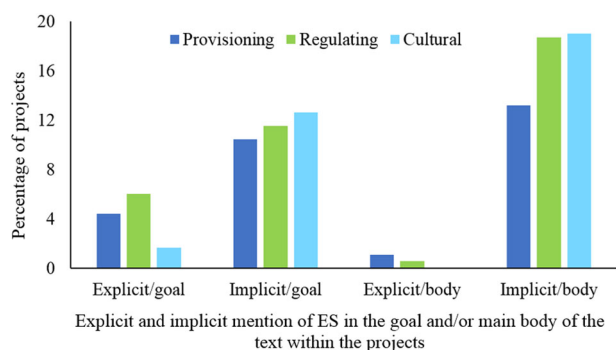 20
16
12
8
4
0
Percentage of projects
Provisioning Regulating Cultural
Explicit/goal Implicit/goal Explicit/body Implicit/body
Explicit and implicit mention of ES in the goal and/or main body of the
text within the projects